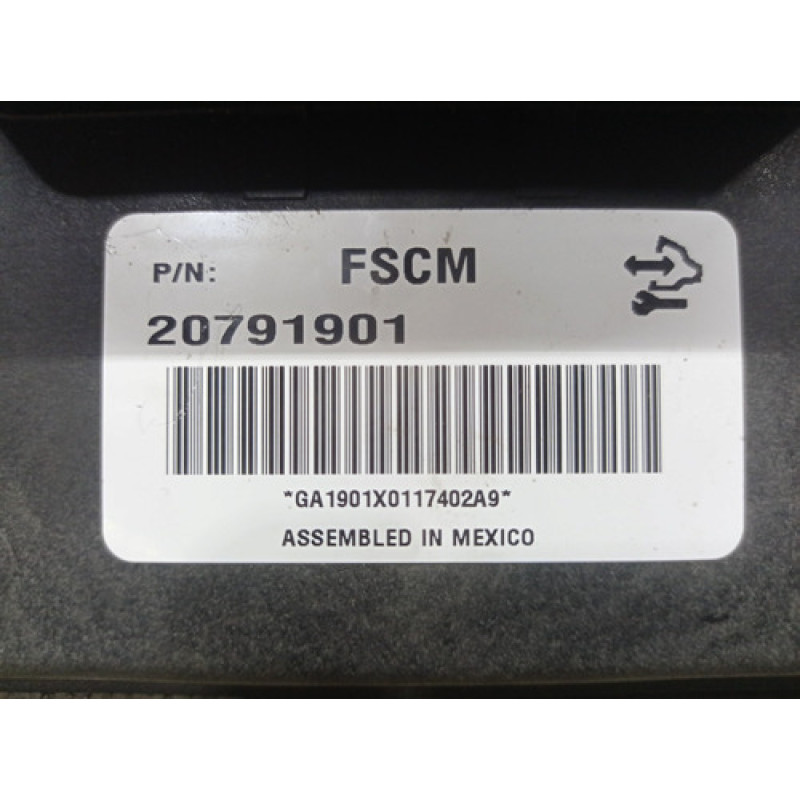 P/N: FSCM
20791901
*GA1901X0117402A9*
ASSEMBLED IN MEXICO